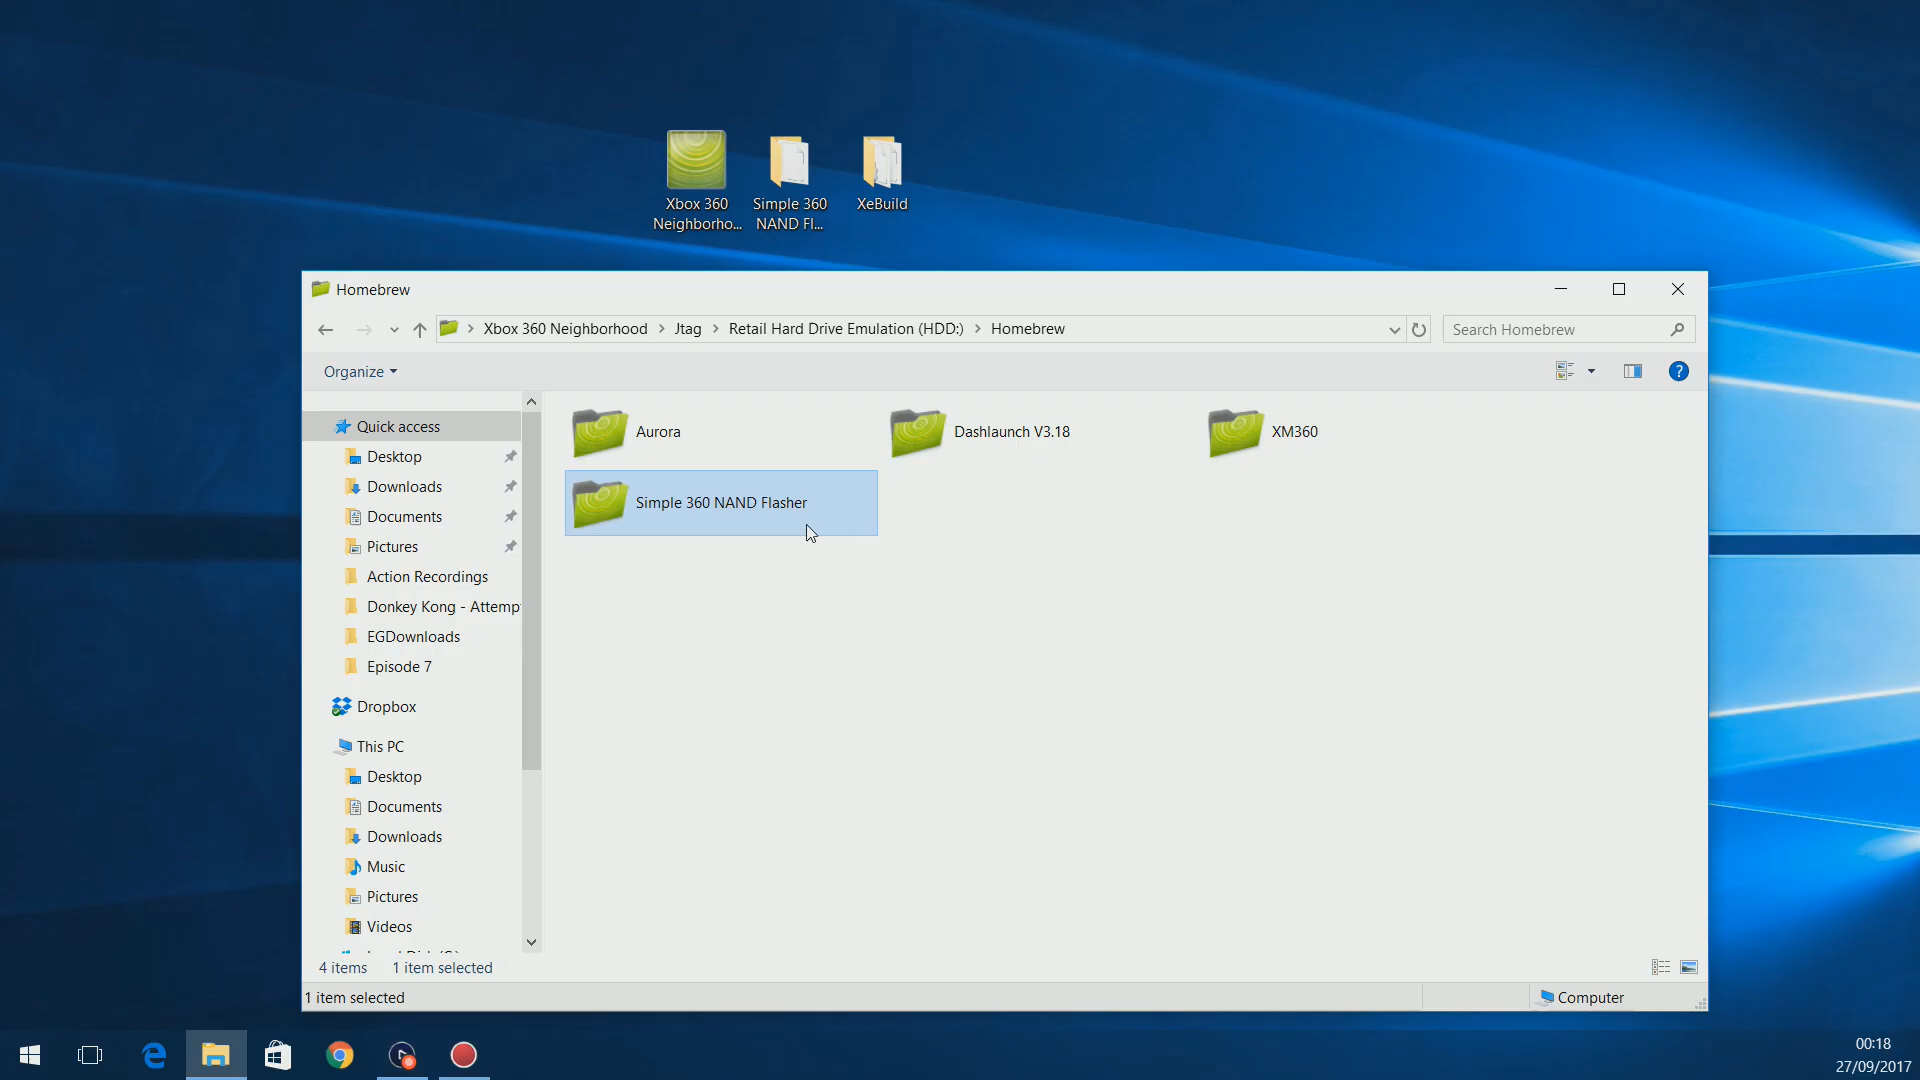 Xbox 360
Neighborho...
Simple 360
NAND Fl...
XeBuild
Homebrew
Xbox 360 Neighborhood > Jtag > Retail Hard Drive Emulation (HDD:) > Homebrew
Search Homebrew
Organize
?
Quick access
Desktop
Downloads
Documents
Pictures
Action Recordings
Donkey Kong - Attemp
EGDownloads
Episode 7
Dropbox
This PC
Desktop
Documents
Downloads
Music
Pictures
Videos
Aurora
Dashlaunch V3.18
XM360
Simple 360 NAND Flasher
4 items 1 item selected
1 item selected
Computer
00:18
27/09/2017